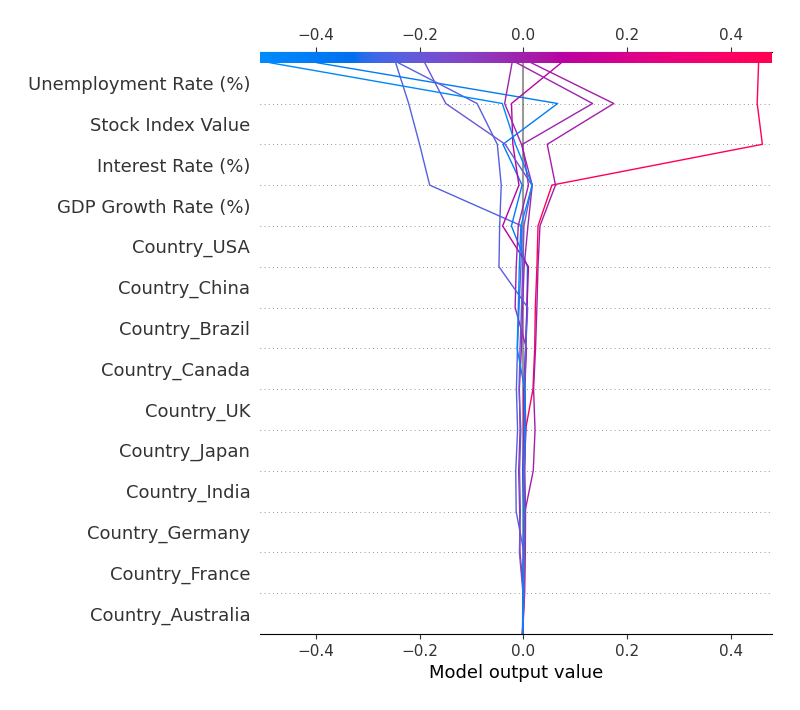 −0.4 −0.2 0.0 0.2 0.4
Unemployment Rate (%)
Stock Index Value
Interest Rate (%)
GDP Growth Rate (%)
Country_USA
Country_China
Country_Brazil
Country_Canada
Country_UK
Country_Japan
Country_India
Country_Germany
Country_France
Country_Australia
−0.4 −0.2 0.0 0.2 0.4
Model output value